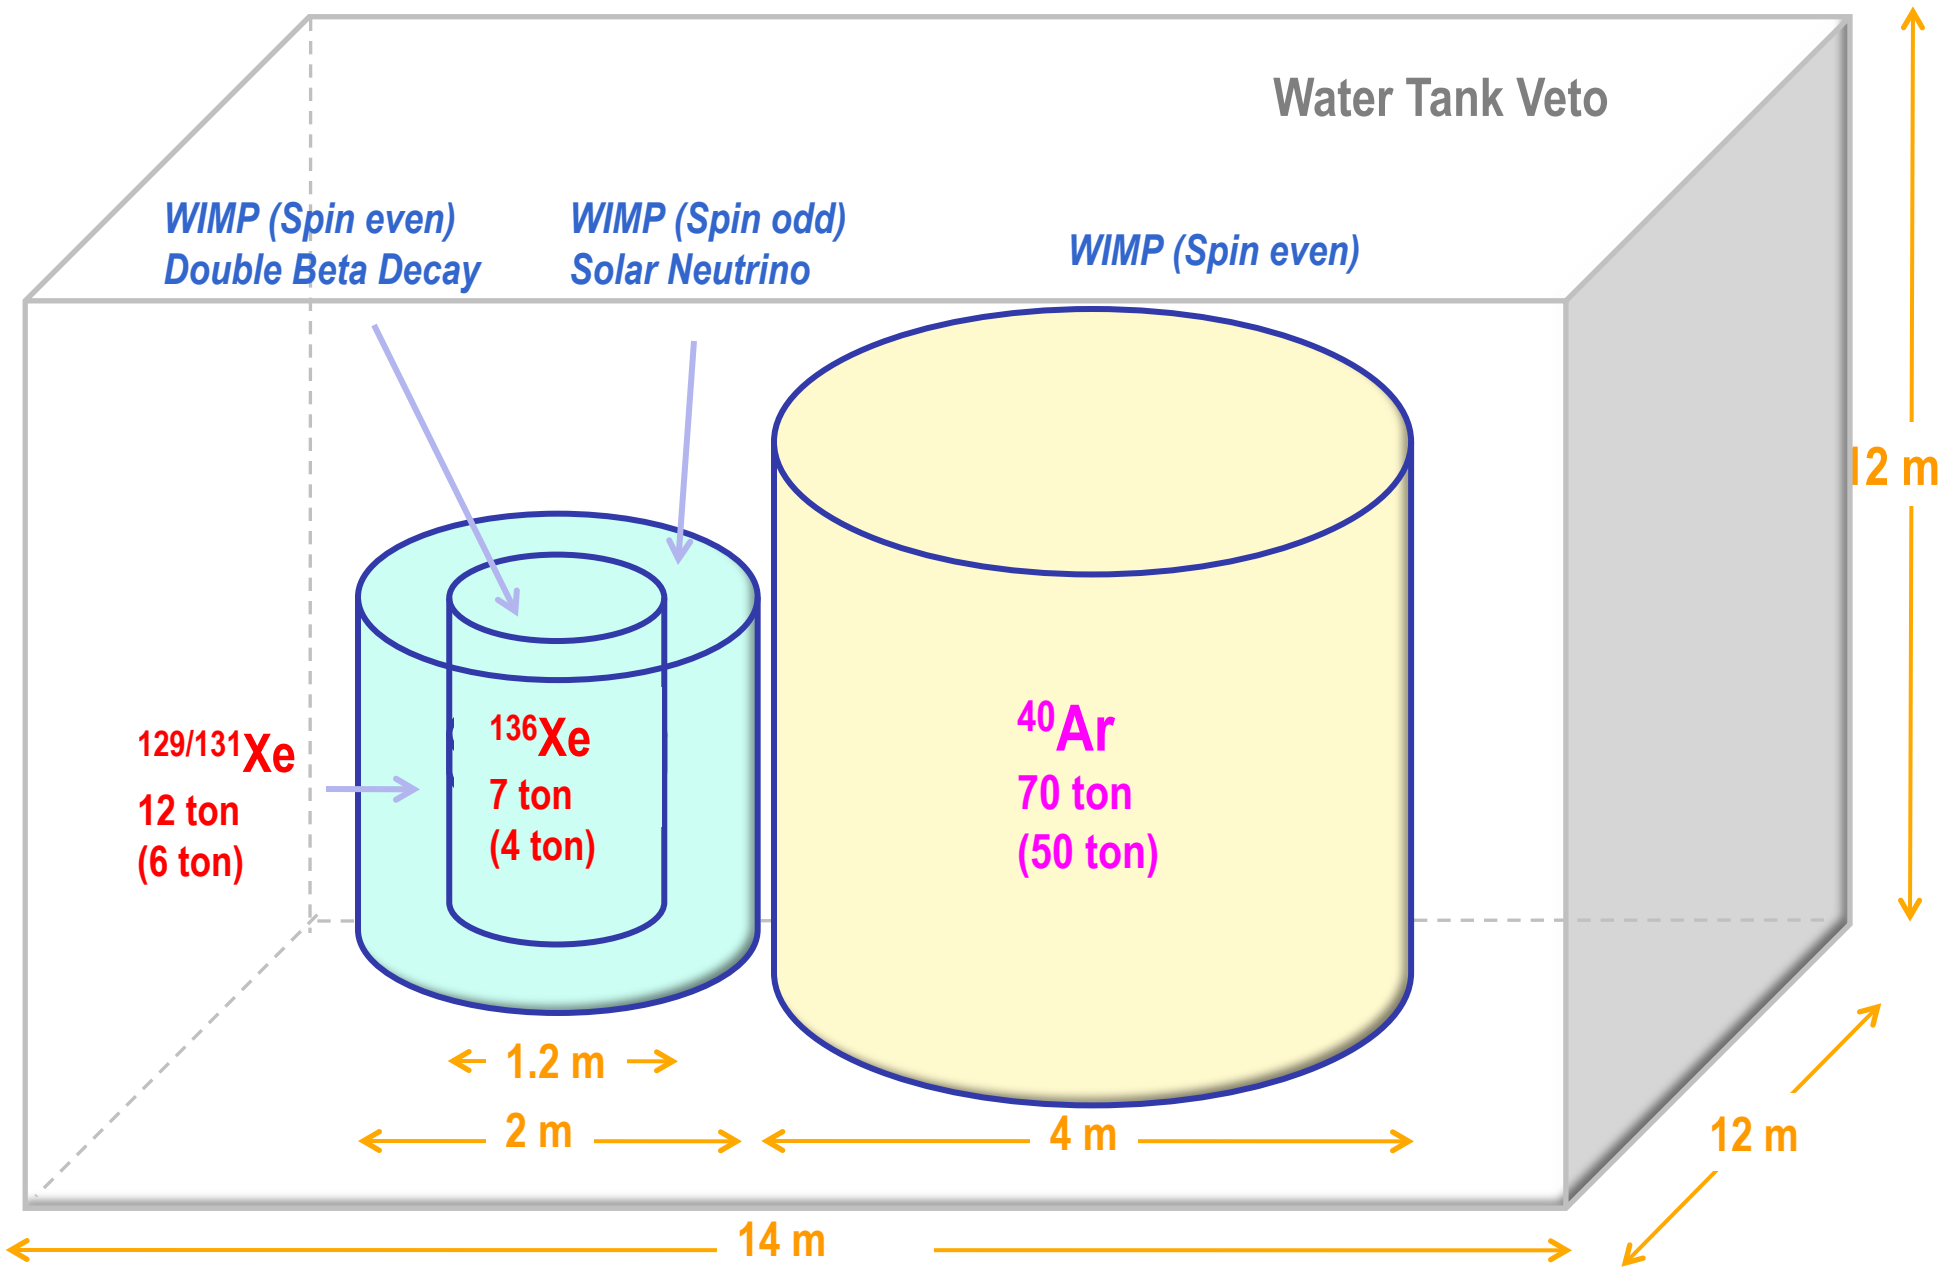 Water Tank Veto
WIMP (Spin even)
Double Beta Decay
WIMP (Spin odd)
Solar Neutrino
WIMP (Spin even)
12 m
129/131Xe
12 ton
(6 ton)
136Xe
7 ton
(4 ton)
40Ar
70 ton
(50 ton)
1.2 m
2 m
4 m
12 m
14 m